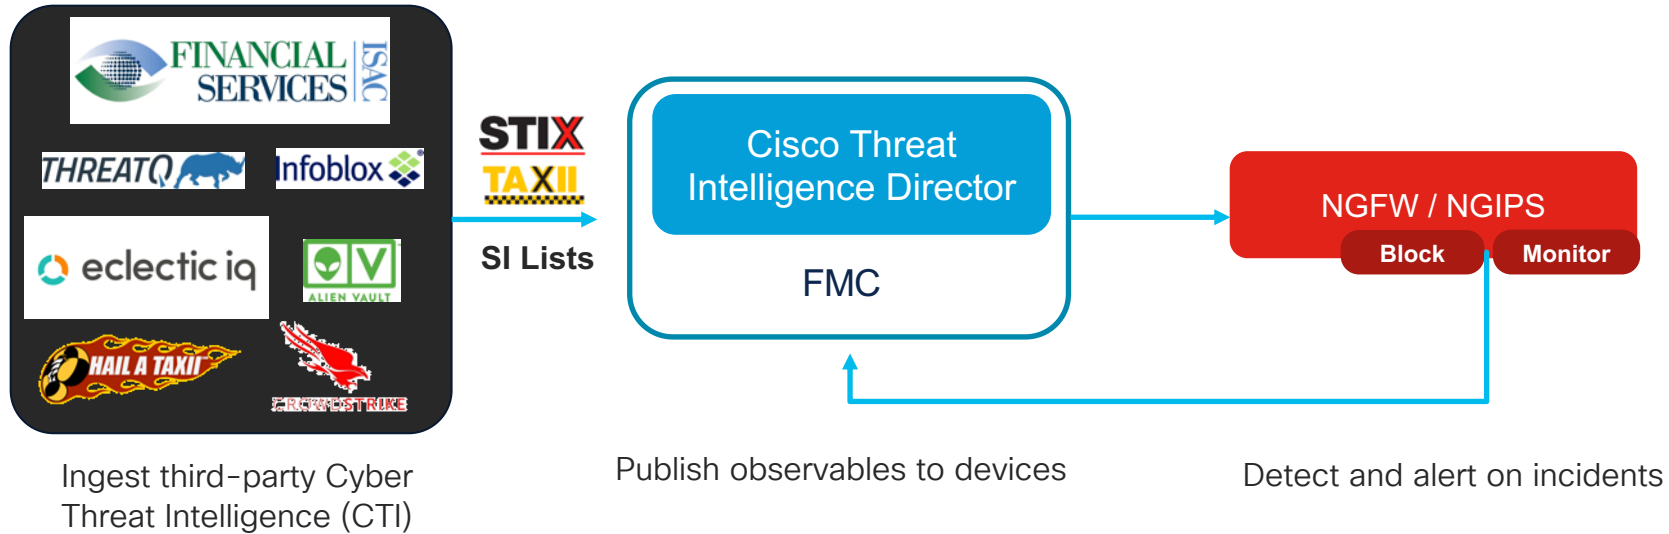 FINANCIAL
SERVICES
ISAC
THREATQ
Infoblox
eclectic iq
ALIEN VAULT
HAIL A TAXII
CROWDSTRIKE
Ingest third-party Cyber
Threat Intelligence (CTI)
STIX
TAXII
SI Lists
Cisco Threat
Intelligence Director
FMC
Publish observables to devices
NGFW / NGIPS
Block
Monitor
Detect and alert on incidents